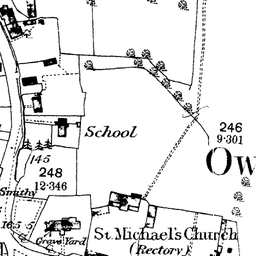 School
246
9·301
Ow
248
12·346
145
Smithy
165·5
Grave Yard
St. Michael's Church
(Rectory)